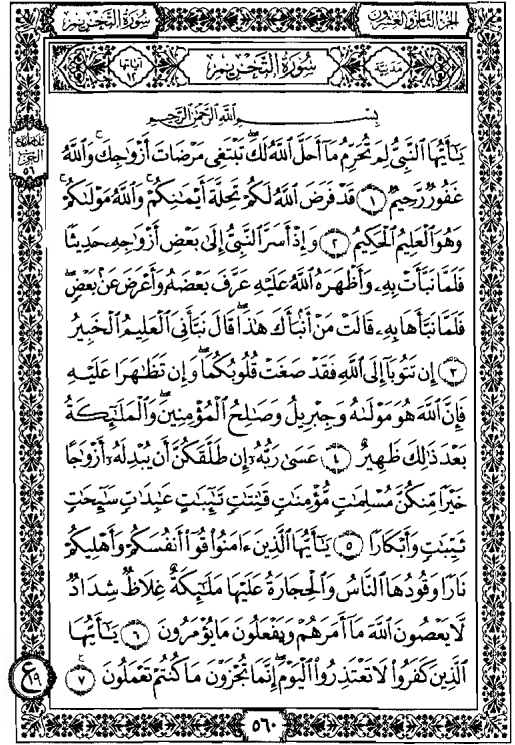 الجزء الثامن والعشرون
سورة التحريم
مدنية
سُورَةُ التَّحْرِيمِ
آياتها ١٢
بِسْمِ اللَّهِ الرَّحْمَٰنِ الرَّحِيمِ
يَٰٓأَيُّهَا ٱلنَّبِىُّ لِمَ تُحَرِّمُ مَآ أَحَلَّ ٱللَّهُ لَكَ ۖ تَبْتَغِى مَرْضَاتَ أَزْوَٰجِكَ ۚ وَٱللَّهُ
غَفُورٌ رَّحِيمٌ ١ قَدْ فَرَضَ ٱللَّهُ لَكُمْ تَحِلَّةَ أَيْمَٰنِكُمْ ۚ وَٱللَّهُ مَوْلَىٰكُمْ ۖ
وَهُوَ ٱلْعَلِيمُ ٱلْحَكِيمُ ٢ وَإِذْ أَسَرَّ ٱلنَّبِىُّ إِلَىٰ بَعْضِ أَزْوَٰجِهِۦ حَدِيثًا
فَلَمَّا نَبَّأَتْ بِهِۦ وَأَظْهَرَهُ ٱللَّهُ عَلَيْهِ عَرَّفَ بَعْضَهُۥ وَأَعْرَضَ عَنۢ بَعْضٍ ۖ
فَلَمَّا نَبَّأَهَا بِهِۦ قَالَتْ مَنْ أَنۢبَأَكَ هَٰذَا ۖ قَالَ نَبَّأَنِىَ ٱلْعَلِيمُ ٱلْخَبِيرُ
٣ إِن تَتُوبَآ إِلَى ٱللَّهِ فَقَدْ صَغَتْ قُلُوبُكُمَا ۖ وَإِن تَظَٰهَرَا عَلَيْهِ
فَإِنَّ ٱللَّهَ هُوَ مَوْلَىٰهُ وَجِبْرِيلُ وَصَٰلِحُ ٱلْمُؤْمِنِينَ ۖ وَٱلْمَلَٰٓئِكَةُ
بَعْدَ ذَٰلِكَ ظَهِيرٌ ٤ عَسَىٰ رَبُّهُۥٓ إِن طَلَّقَكُنَّ أَن يُبْدِلَهُۥٓ أَزْوَٰجًا
خَيْرًا مِّنكُنَّ مُسْلِمَٰتٍ مُّؤْمِنَٰتٍ قَٰنِتَٰتٍ تَٰٓئِبَٰتٍ عَٰبِدَٰتٍ سَٰٓئِحَٰتٍ
ثَيِّبَٰتٍ وَأَبْكَارًا ٥ يَٰٓأَيُّهَا ٱلَّذِينَ ءَامَنُوا۟ قُوٓا۟ أَنفُسَكُمْ وَأَهْلِيكُمْ
نَارًا وَقُودُهَا ٱلنَّاسُ وَٱلْحِجَارَةُ عَلَيْهَا مَلَٰٓئِكَةٌ غِلَاظٌ شِدَادٌ
لَّا يَعْصُونَ ٱللَّهَ مَآ أَمَرَهُمْ وَيَفْعَلُونَ مَا يُؤْمَرُونَ ٦ يَٰٓأَيُّهَا
ٱلَّذِينَ كَفَرُوا۟ لَا تَعْتَذِرُوا۟ ٱلْيَوْمَ ۖ إِنَّمَا تُجْزَوْنَ مَا كُنتُمْ تَعْمَلُونَ ٧
ع
١٩
٥٦٠